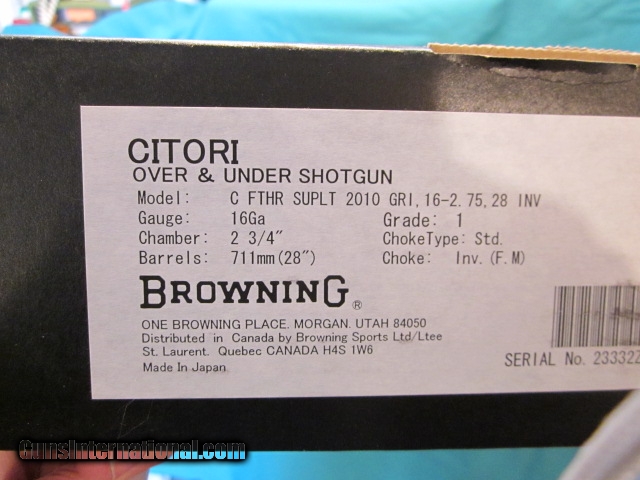 CITORI
OVER & UNDER SHOTGUN
Model: C FTHR SUPLT 2010 GRI,16-2.75,28 INV
Gauge: 16Ga Grade: 1
Chamber: 2 3/4" ChokeType: Std.
Barrels: 711mm(28") Choke: Inv.(F.M)
BROWNING®
ONE BROWNING PLACE. MORGAN. UTAH 84050
Distributed in Canada by Browning Sports Ltd/Ltee
St. Laurent. Quebec CANADA H4S 1W6
Made In Japan
SERIAL No. 233322
GunsInternational.com